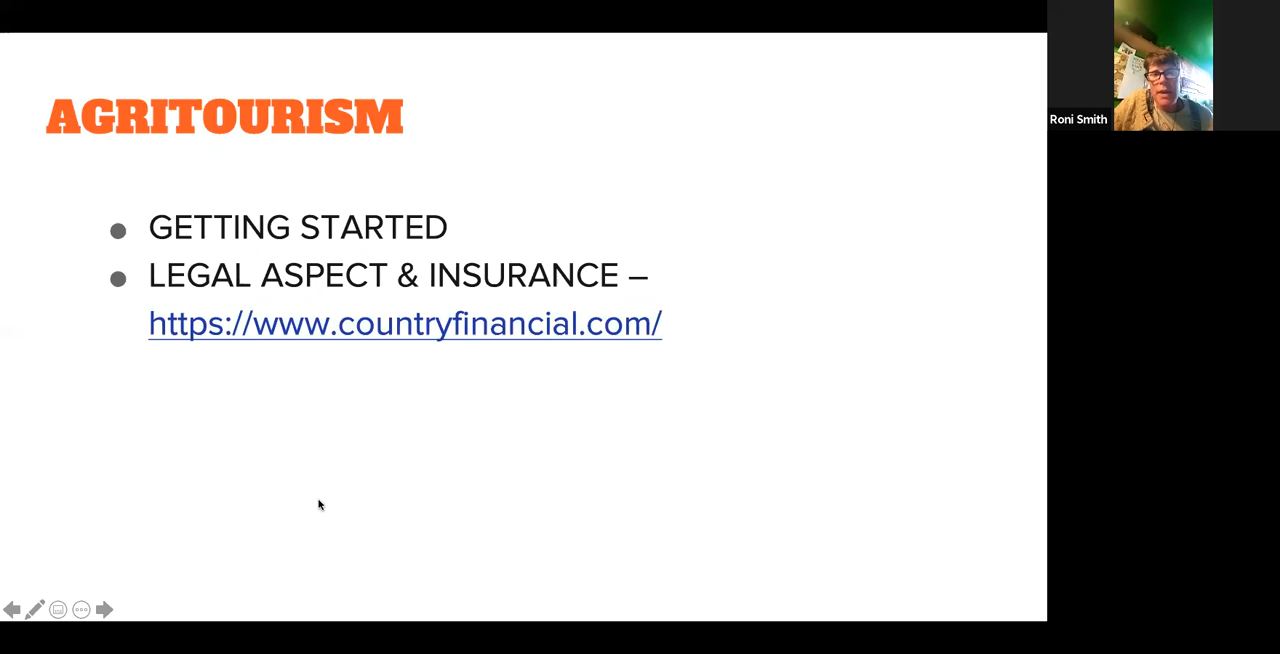 AGRITOURISM
GETTING STARTED
LEGAL ASPECT & INSURANCE –
https://www.countryfinancial.com/
Roni Smith